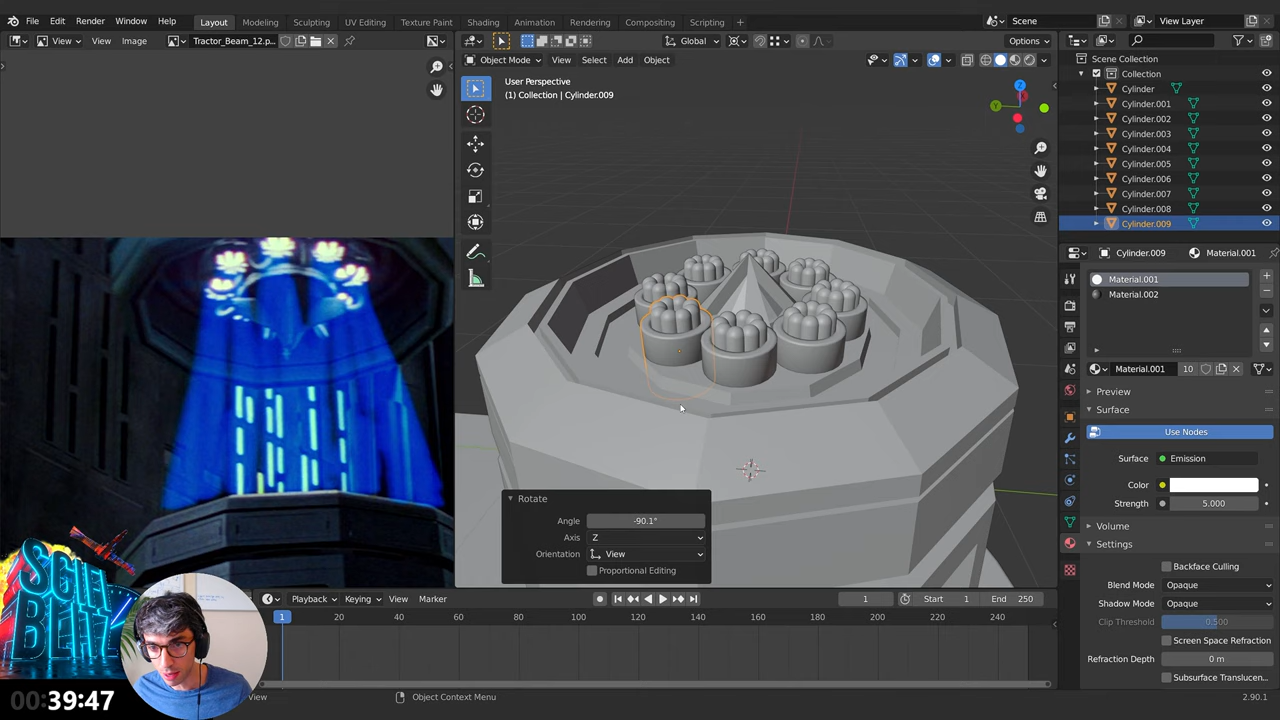 File Edit Render Window Help
Layout Modeling Sculpting UV Editing Texture Paint Shading Animation Rendering Compositing Scripting +
Scene
View Layer
View View Image
Tractor_Beam_12.p...
Global
Options
Object Mode View Select Add Object
User Perspective
(1) Collection | Cylinder.009
Z
Y
Scene Collection
Collection
Cylinder
Cylinder.001
Cylinder.002
Cylinder.003
Cylinder.004
Cylinder.005
Cylinder.006
Cylinder.007
Cylinder.008
Cylinder.009
Cylinder.009 Material.001
Material.001
Material.002
Material.001 10
Preview
Surface
Use Nodes
Surface Emission
Color
Strength 5.000
Volume
Settings
Backface Culling
Blend Mode Opaque
Shadow Mode Opaque
Clip Threshold 0.500
Screen Space Refraction
Refraction Depth 0 m
Subsurface Translucen...
Rotate
Angle -90.1°
Axis Z
Orientation View
Proportional Editing
Playback Keying View Marker
1
Start 1 End 250
1 20 40 60 80 100 120 140 160 180 200 220 240
SCIFI
BLITZ
00:39:47
View
Object Context Menu
2.90.1